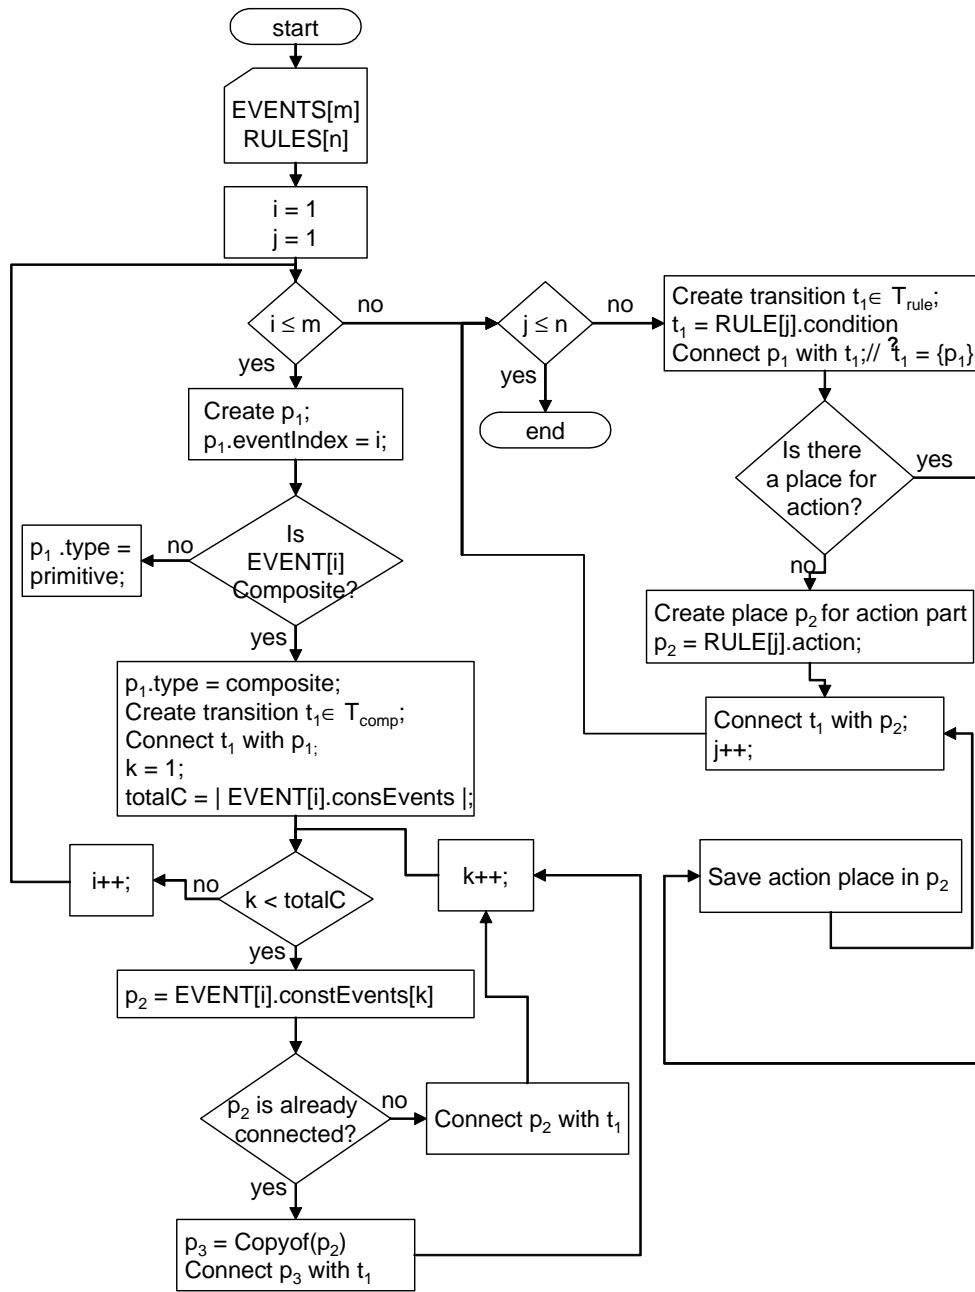 start
EVENTS[m]
RULES[n]
i = 1
j = 1
i ≤ m
no
yes
j ≤ n
no
yes
end
Create transition t₁∈ T_rule;
t₁ = RULE[j].condition
Connect p₁ with t₁;// ?t₁ = {p₁}
Create p₁;
p₁.eventIndex = i;
Is there
a place for
action?
yes
no
Is
EVENT[i]
Composite?
no
yes
p₁ .type =
primitive;
Create place p₂ for action part
p₂ = RULE[j].action;
p₁.type = composite;
Create transition t₁∈ T_comp;
Connect t₁ with p₁;
k = 1;
totalC = | EVENT[i].consEvents |;
Connect t₁ with p₂;
j++;
i++;
no
k < totalC
yes
k++;
Save action place in p₂
p₂ = EVENT[i].constEvents[k]
p₂ is already
connected?
no
yes
Connect p₂ with t₁
p₃ = Copyof(p₂)
Connect p₃ with t₁